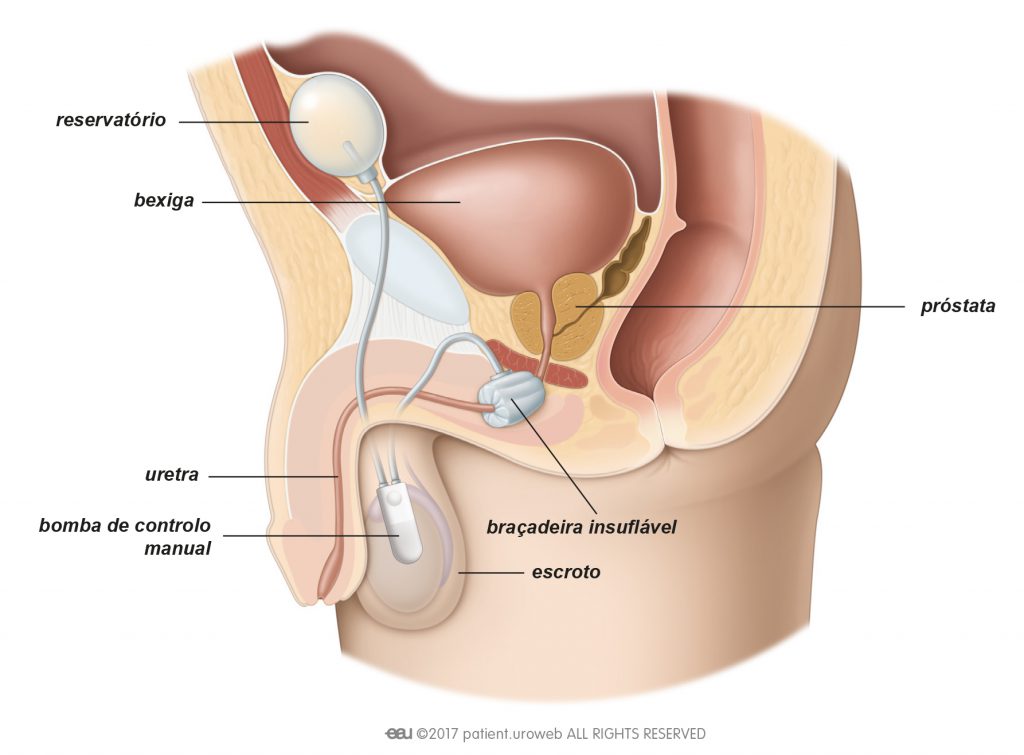 reservatório
bexiga
próstata
uretra
bomba de controlo
manual
braçadeira insuflável
escroto
eau ©2017 patient.uroweb ALL RIGHTS RESERVED